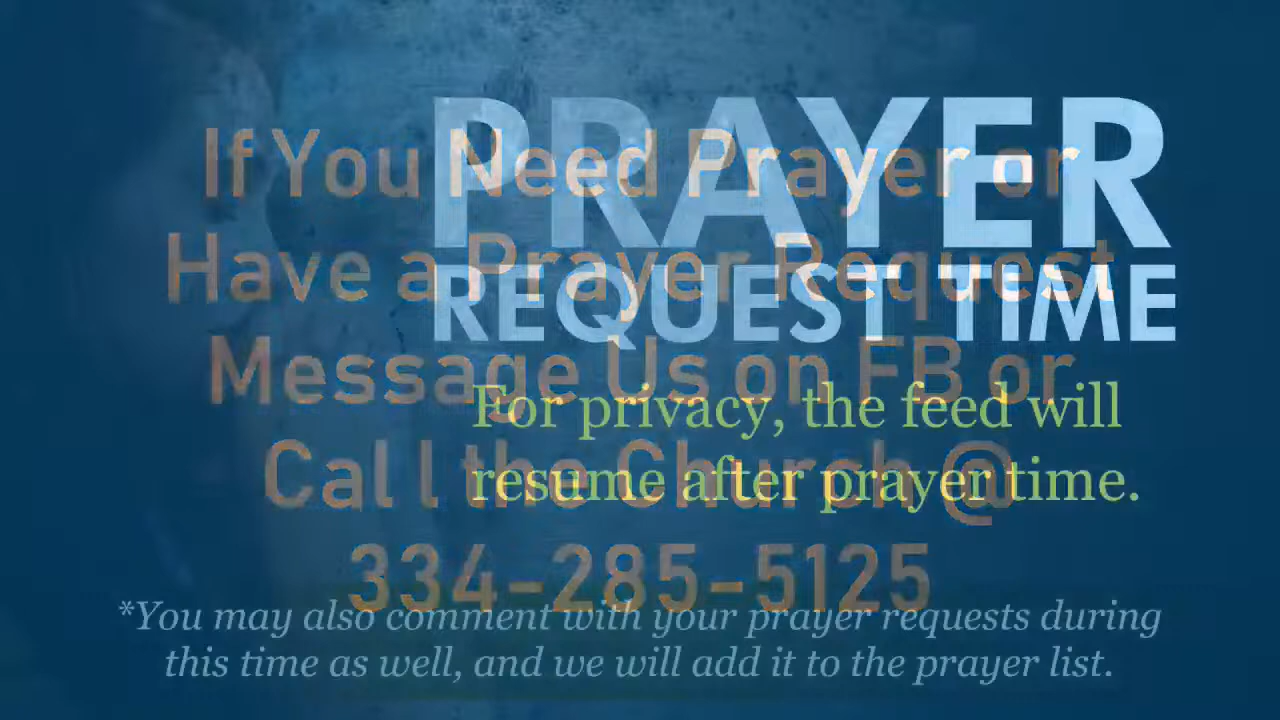 PRAYER
REQUEST TIME
For privacy, the feed will
resume after prayer time.
*You may also comment with your prayer requests during
this time as well, and we will add it to the prayer list.
If You Need Prayer or
Have a Prayer Request
Message Us on FB or
Call the Church @
334-285-5125